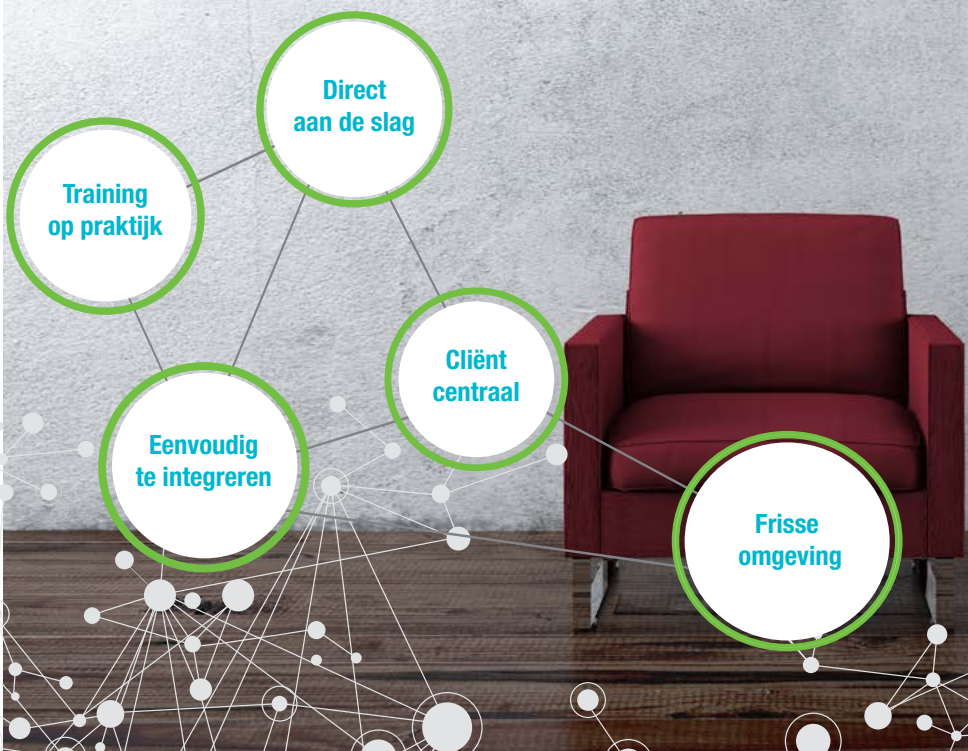 Direct
aan de slag
Training
op praktijk
Cliënt
centraal
Eenvoudig
te integreren
Frisse
omgeving